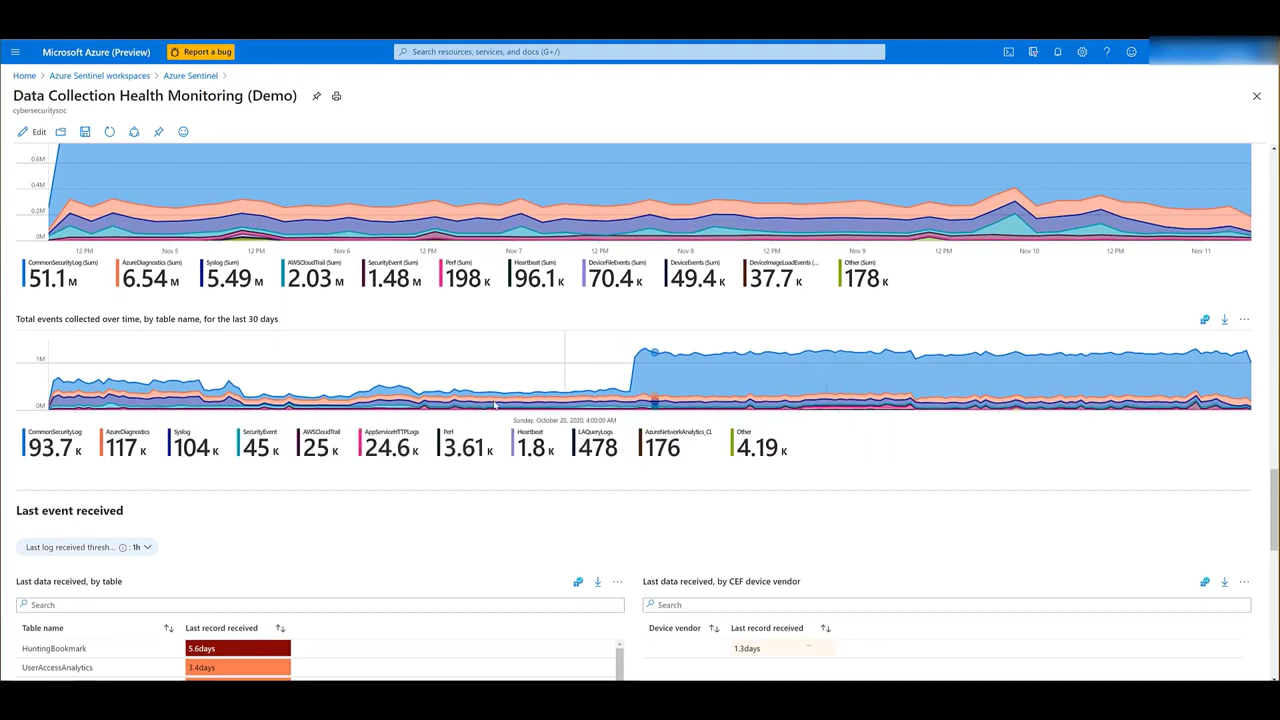 Microsoft Azure (Preview) Report a bug Search resources, services, and docs (G+/)
Home > Azure Sentinel workspaces > Azure Sentinel >
Data Collection Health Monitoring (Demo)
cybersecuritysoc
Edit
0.6M
0.4M
0.2M
0M
12 PM Nov 5 12 PM Nov 6 12 PM Nov 7 12 PM Nov 8 12 PM Nov 9 12 PM Nov 10 12 PM Nov 11
CommonSecurityLog (Sum) AzureDiagnostics (Sum) Syslog (Sum) AWSCloudTrail (Sum) SecurityEvent (Sum) Perf (Sum) Heartbeat (Sum) DeviceFileEvents (Sum) DeviceEvents (Sum) DeviceImageLoadEvents (... Other (Sum)
51.1 M 6.54 M 5.49 M 2.03 M 1.48 M 198 K 96.1 K 70.4 K 49.4 K 37.7 K 178 K
Total events collected over time, by table name, for the last 30 days
1M
0M
Sunday, October 25, 2020, 4:00:00 AM
CommonSecurityLog AzureDiagnostics Syslog SecurityEvent AWSCloudTrail AppServiceHTTPLogs Perf Heartbeat LAQueryLogs AzureNetworkAnalytics_CL Other
93.7 K 117 K 104 K 45 K 25 K 24.6 K 3.61 K 1.8 K 478 176 4.19 K
Last event received
Last log received thresh... : 1h
Last data received, by table Last data received, by CEF device vendor
Search Search
Table name Last record received Device vendor Last record received
HuntingBookmark 5.6days 1.3days
UserAccessAnalytics 3.4days